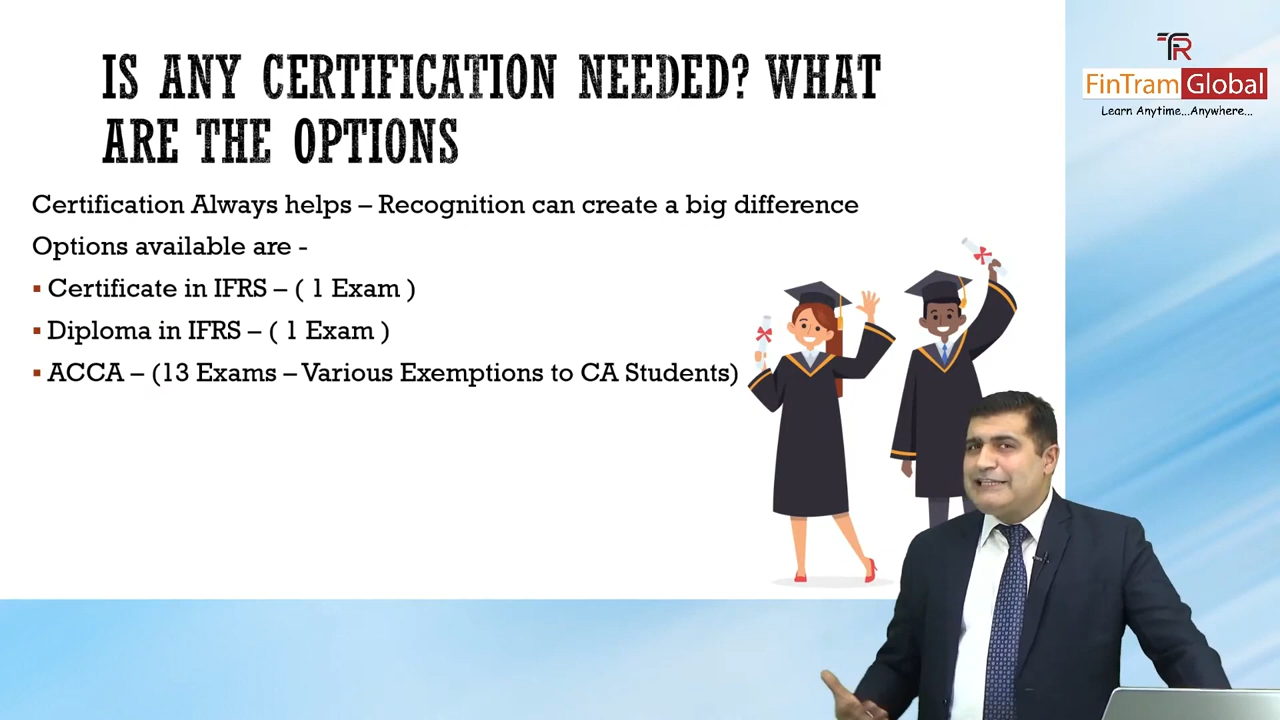 IS ANY CERTIFICATION NEEDED? WHAT
ARE THE OPTIONS
Certification Always helps – Recognition can create a big difference
Options available are -
▪ Certificate in IFRS – ( 1 Exam )
▪ Diploma in IFRS – ( 1 Exam )
▪ ACCA – (13 Exams – Various Exemptions to CA Students)
FinTram Global
Learn Anytime...Anywhere...